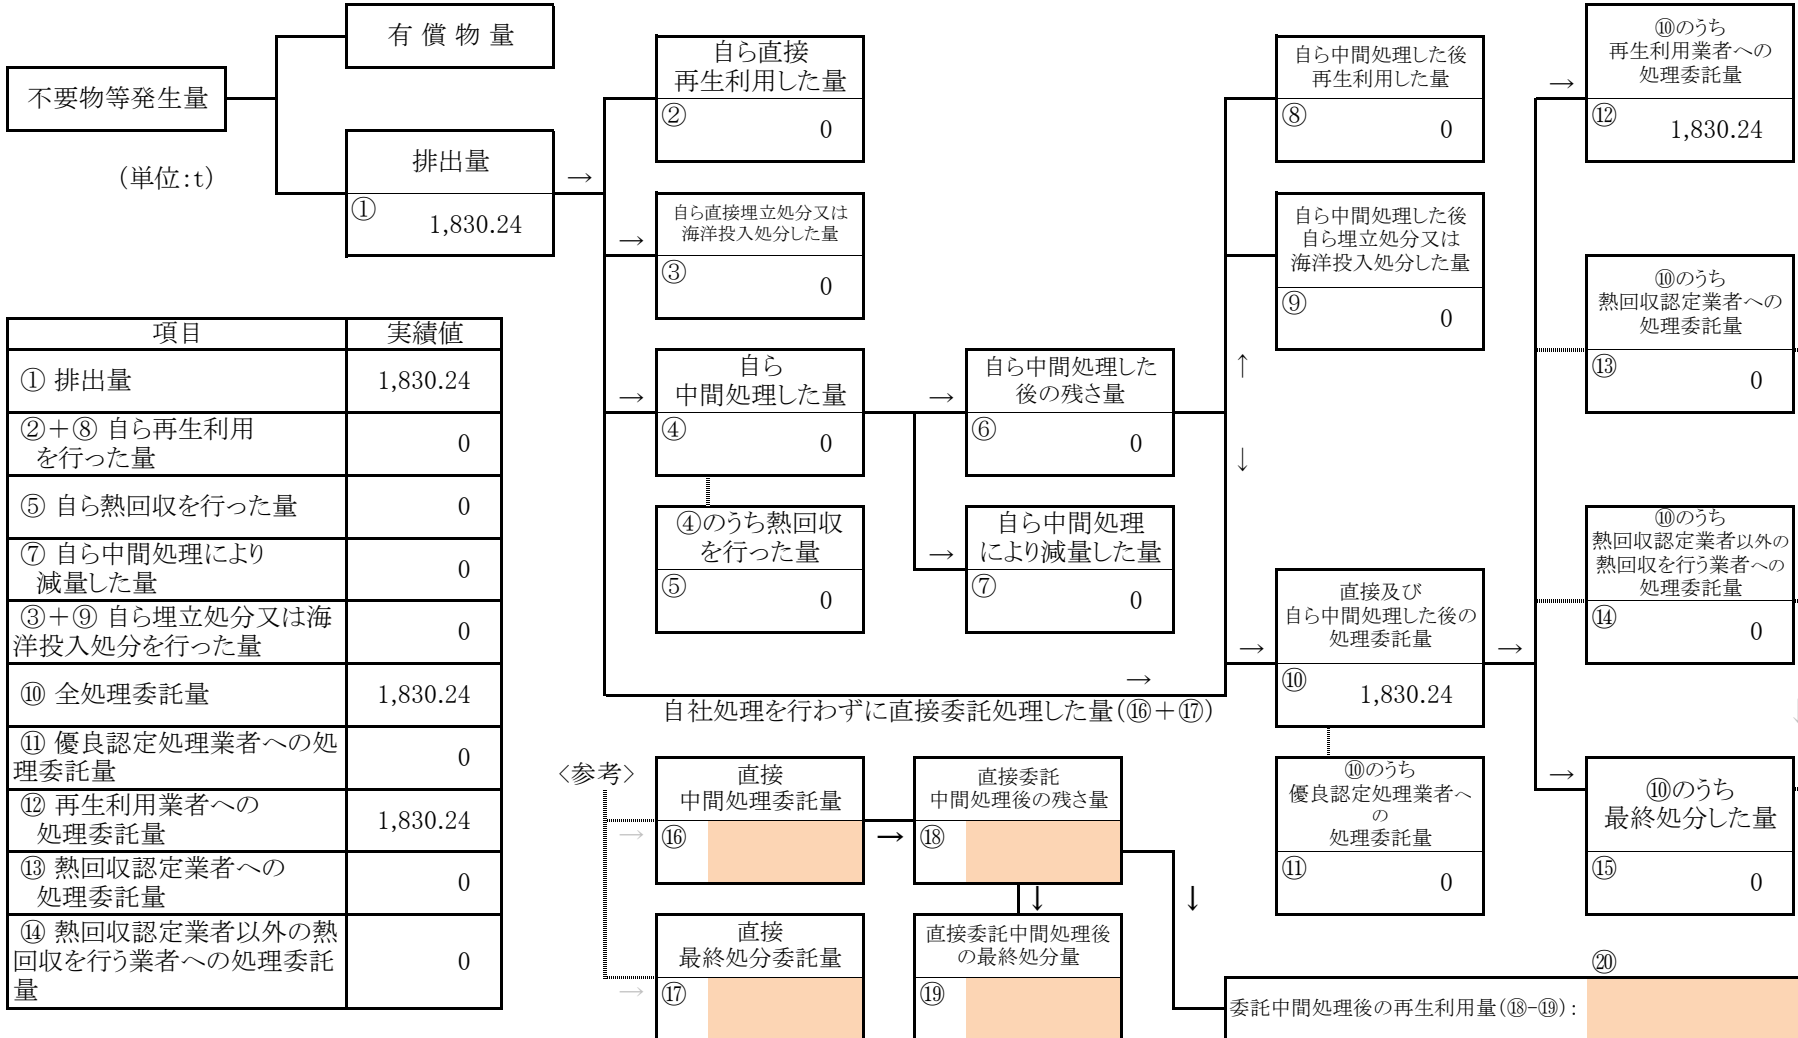 有 償 物 量
不要物等発生量
(単位:t)
排出量
①
1,830.24
→
自ら直接
再生利用した量
②
0
→
自ら直接埋立処分又は
海洋投入処分した量
③
0
→
自ら
中間処理した量
④
0
④のうち熱回収
を行った量
⑤
0
→
自ら中間処理した
後の残さ量
⑥
0
→
自ら中間処理
により減量した量
⑦
0
自ら中間処理した後
再生利用した量
⑧
0
自ら中間処理した後
自ら埋立処分又は
海洋投入処分した量
⑨
0
↑
↓
→
自社処理を行わずに直接委託処理した量(⑯+⑰)
→
直接及び
自ら中間処理した後の
処理委託量
⑩
1,830.24
→
⑩のうち
優良認定処理業者へ
の
処理委託量
⑪
0
→
⑩のうち
再生利用業者への
処理委託量
⑫
1,830.24
⑩のうち
熱回収認定業者への
処理委託量
⑬
0
⑩のうち
熱回収認定業者以外の
熱回収を行う業者への
処理委託量
⑭
0
→
⑩のうち
最終処分した量
⑮
0
項目 実績値
① 排出量 1,830.24
②+⑧ 自ら再生利用
を行った量 0
⑤ 自ら熱回収を行った量 0
⑦ 自ら中間処理により
減量した量 0
③+⑨ 自ら埋立処分又は海
洋投入処分を行った量 0
⑩ 全処理委託量 1,830.24
⑪ 優良認定処理業者への処
理委託量 0
⑫ 再生利用業者への
処理委託量 1,830.24
⑬ 熱回収認定業者への
処理委託量 0
⑭ 熱回収認定業者以外の熱
回収を行う業者への処理委託
量 0
<参考>
→
直接
中間処理委託量
⑯
→
直接委託
中間処理後の残さ量
⑱
↓
↓
→
直接
最終処分委託量
⑰
直接委託中間処理後
の最終処分量
⑲
⑳
委託中間処理後の再生利用量(⑱-⑲):